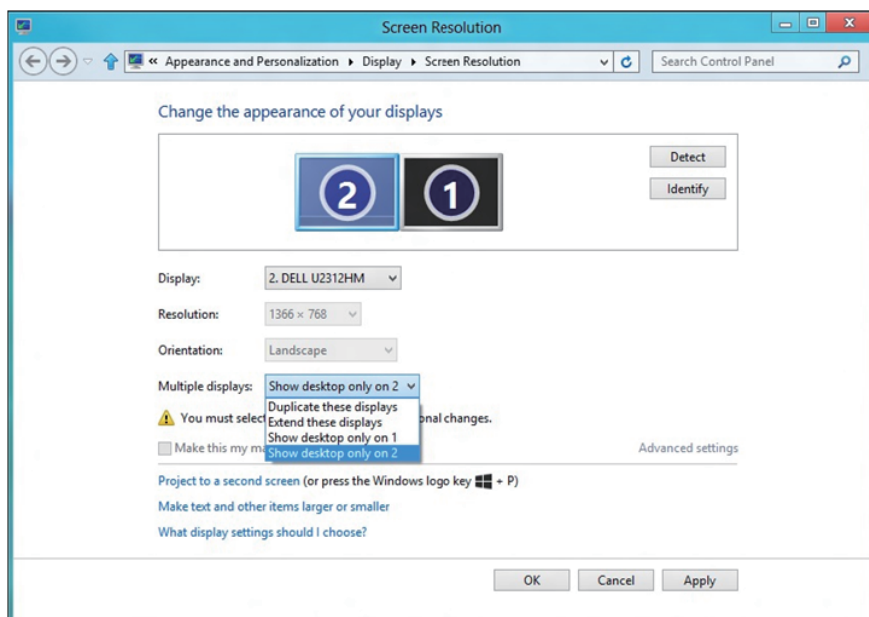 Screen Resolution
« Appearance and Personalization ▸ Display ▸ Screen Resolution
Search Control Panel
Change the appearance of your displays
2
1
Detect
Identify
Display: 2. DELL U2312HM
Resolution: 1366 × 768
Orientation: Landscape
Multiple displays: Show desktop only on 2
Duplicate these displays
Extend these displays
Show desktop only on 1
Show desktop only on 2
You must select onal changes.
Make this my ma
Advanced settings
Project to a second screen (or press the Windows logo key + P)
Make text and other items larger or smaller
What display settings should I choose?
OK Cancel Apply